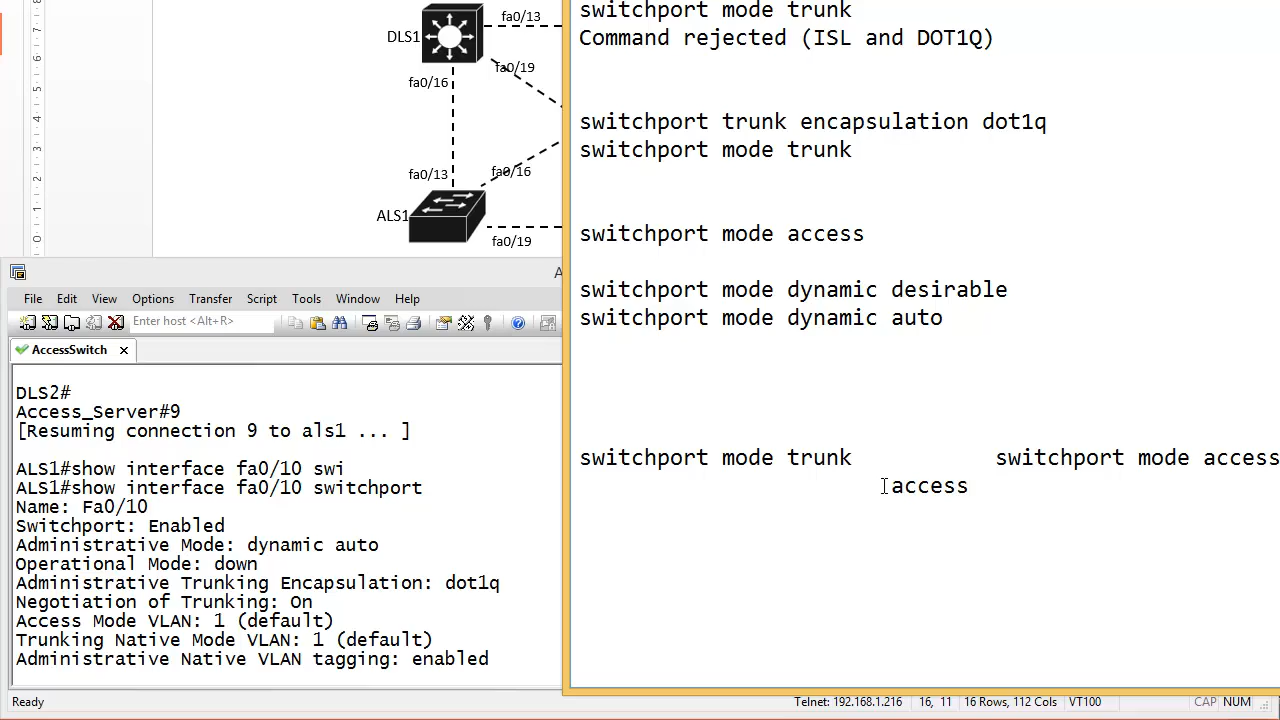 fa0/13
DLS1
fa0/19
fa0/16
fa0/13
fa0/16
ALS1
fa0/19
switchport mode trunk
Command rejected (ISL and DOT1Q)
switchport trunk encapsulation dot1q
switchport mode trunk
switchport mode access
switchport mode dynamic desirable
switchport mode dynamic auto
switchport mode trunk switchport mode access
access
File Edit View Options Transfer Script Tools Window Help
Enter host <Alt+R>
AccessSwitch
DLS2#
Access_Server#9
[Resuming connection 9 to als1 ... ]
ALS1#show interface fa0/10 swi
ALS1#show interface fa0/10 switchport
Name: Fa0/10
Switchport: Enabled
Administrative Mode: dynamic auto
Operational Mode: down
Administrative Trunking Encapsulation: dot1q
Negotiation of Trunking: On
Access Mode VLAN: 1 (default)
Trunking Native Mode VLAN: 1 (default)
Administrative Native VLAN tagging: enabled
Ready Telnet: 192.168.1.216 16, 11 16 Rows, 112 Cols VT100 CAP NUM